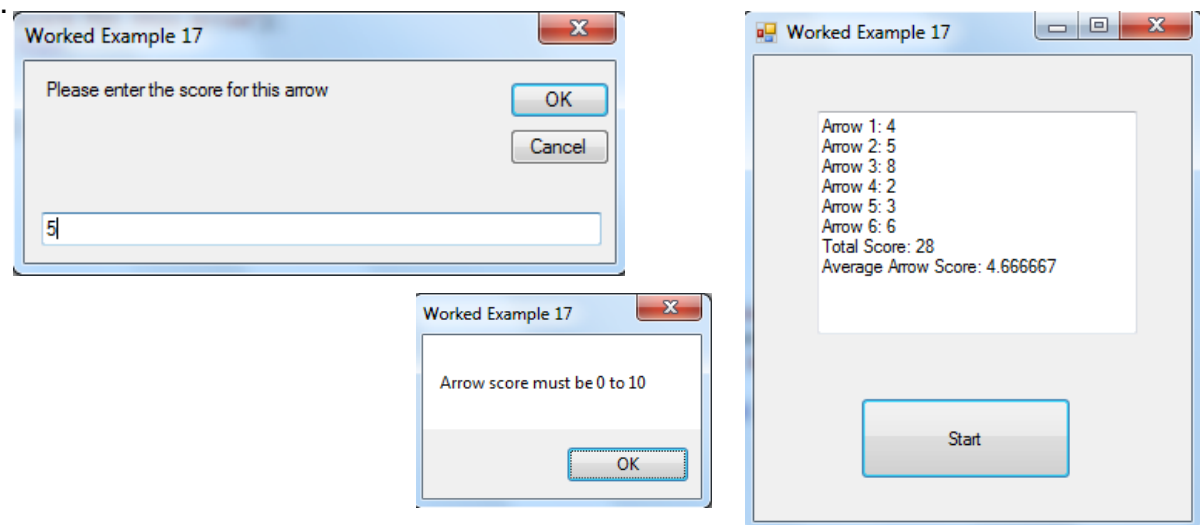 .
Worked Example 17
Please enter the score for this arrow
OK
Cancel
5
Worked Example 17
Arrow score must be 0 to 10
OK
Worked Example 17
Arrow 1: 4
Arrow 2: 5
Arrow 3: 8
Arrow 4: 2
Arrow 5: 3
Arrow 6: 6
Total Score: 28
Average Arrow Score: 4.666667
Start